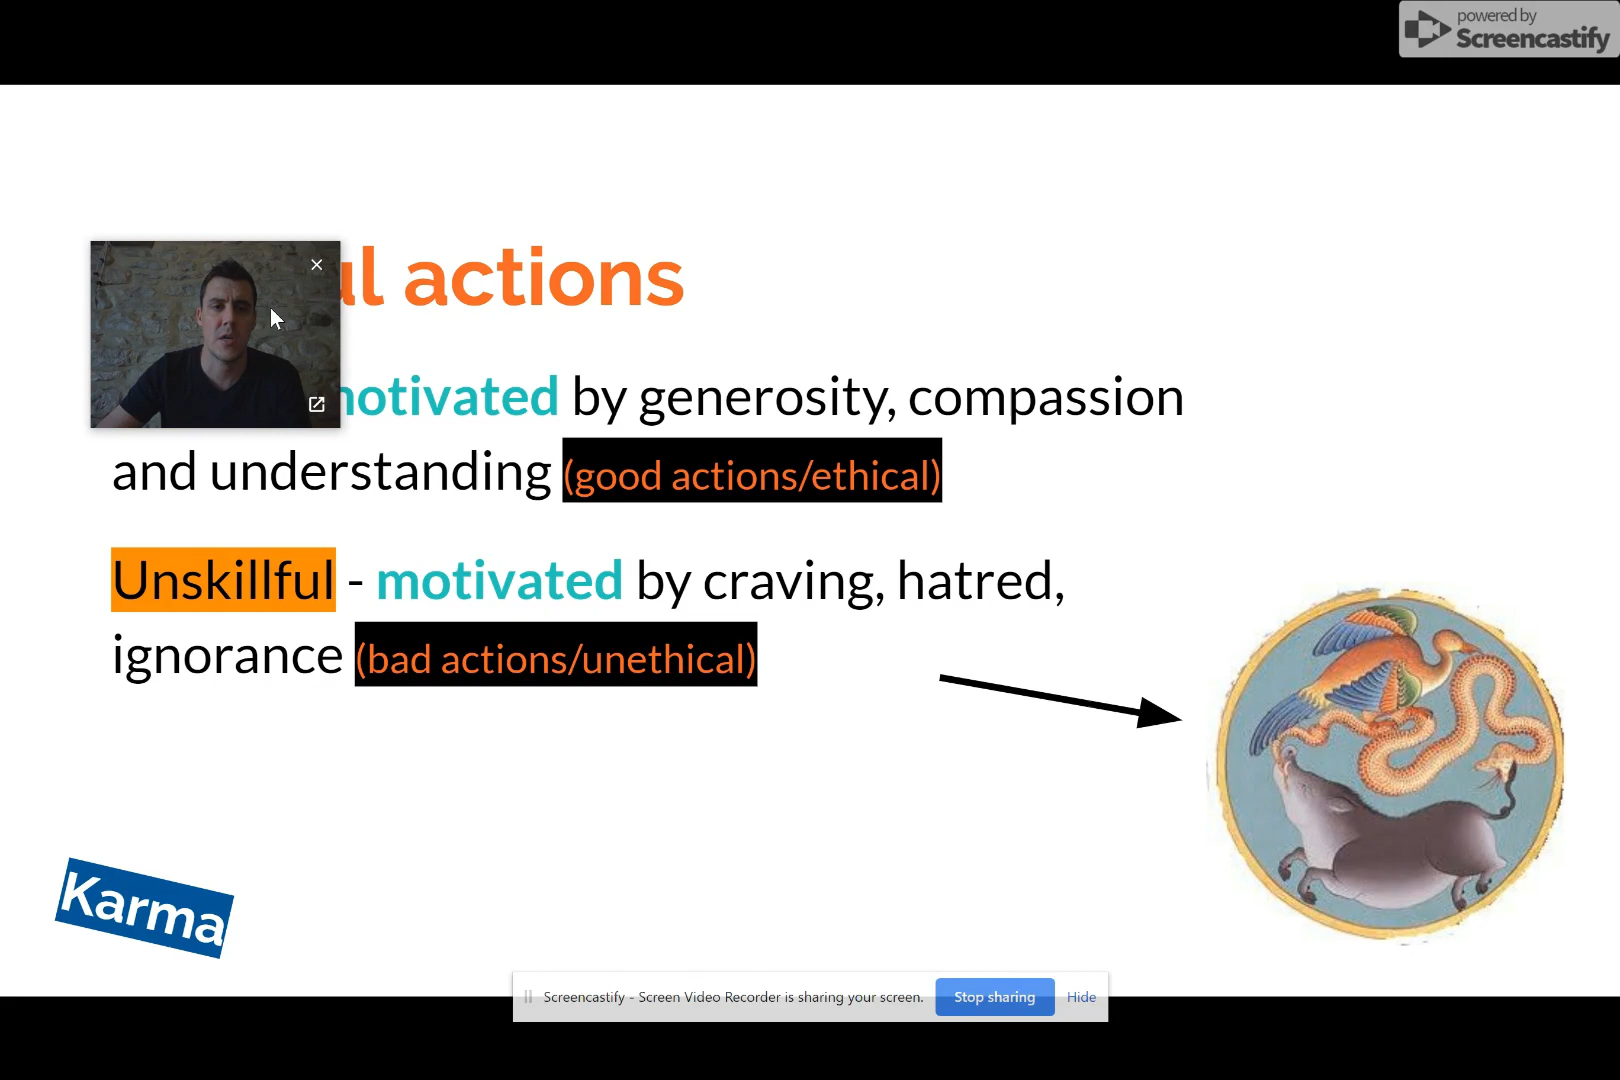 powered by
Screencastify
actions
motivated by generosity, compassion
and understanding (good actions/ethical)
Unskillful - motivated by craving, hatred,
ignorance (bad actions/unethical)
Karma
Screencastify - Screen Video Recorder is sharing your screen.
Stop sharing
Hide